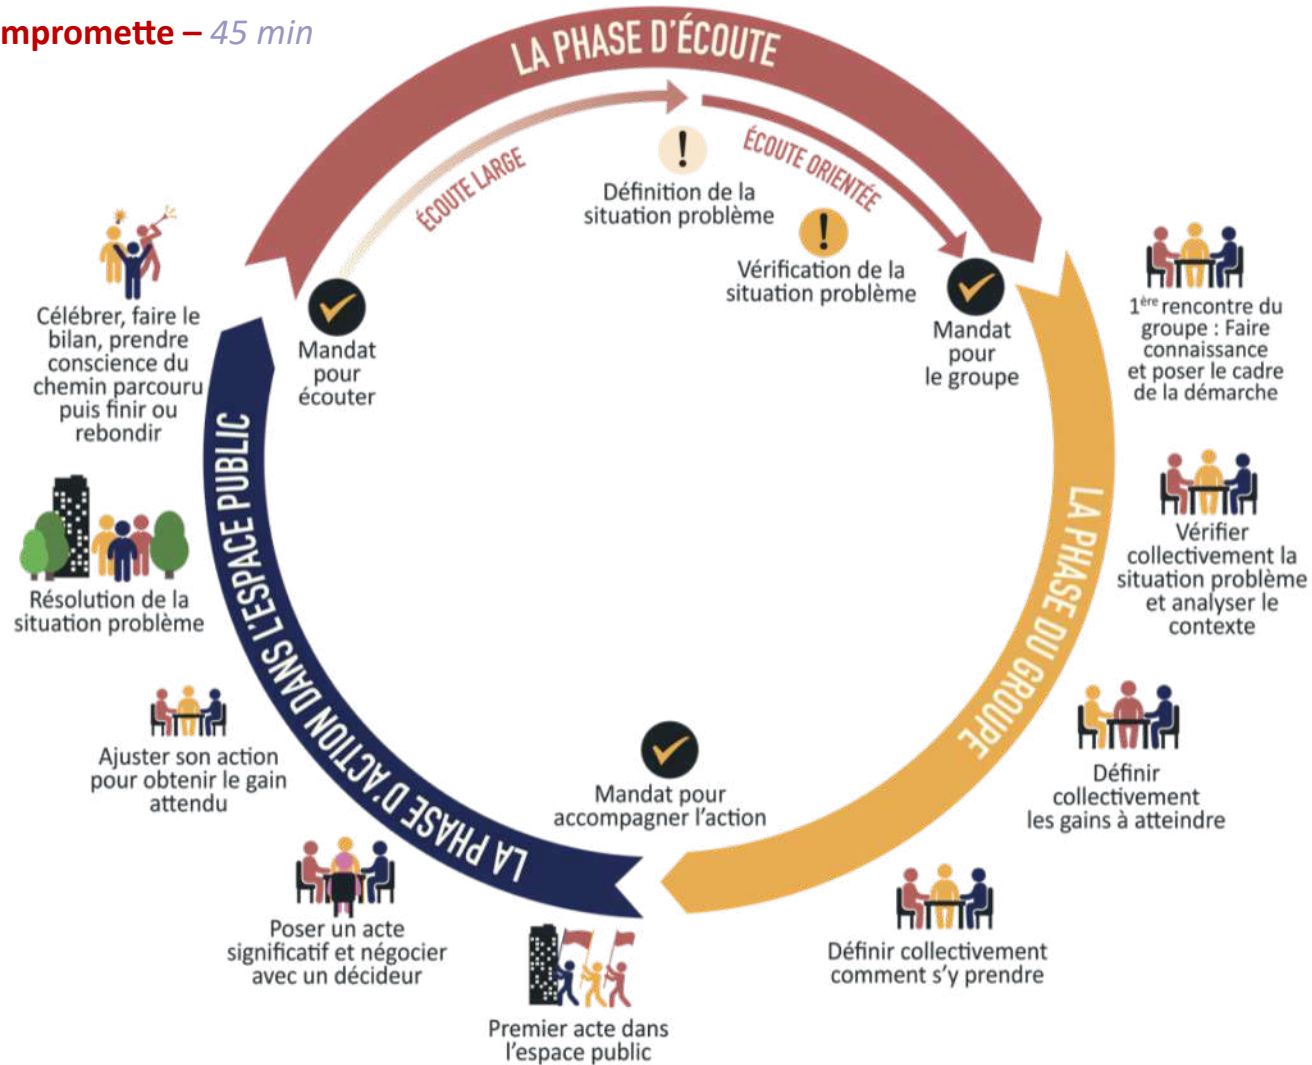 mpromette – 45 min
LA PHASE D'ÉCOUTE
ÉCOUTE LARGE
ÉCOUTE ORIENTÉE
!
Définition de la
situation problème
!
Vérification de la
situation problème
Mandat
pour
écouter
Mandat
pour
le groupe
1ère rencontre du
groupe : Faire
connaissance
et poser le cadre
de la démarche
Vérifier
collectivement la
situation problème
et analyser le
contexte
LA PHASE DU GROUPE
Définir
collectivement
les gains à atteindre
Définir collectivement
comment s'y prendre
Mandat pour
accompagner l'action
LA PHASE D'ACTION DANS L'ESPACE PUBLIC
Premier acte dans
l'espace public
Poser un acte
significatif et négocier
avec un décideur
Ajuster son action
pour obtenir le gain
attendu
Résolution de la
situation problème
Célébrer, faire le
bilan, prendre
conscience du
chemin parcouru
puis finir ou
rebondir